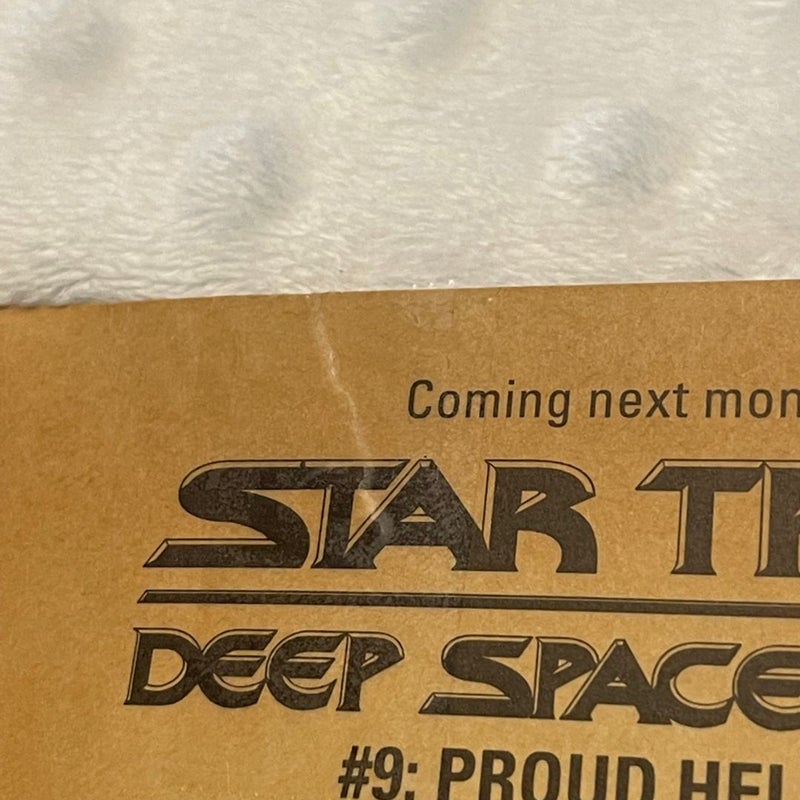 Coming next mon
STAR TR
DEEP SPACE
#9: PROUD HEL